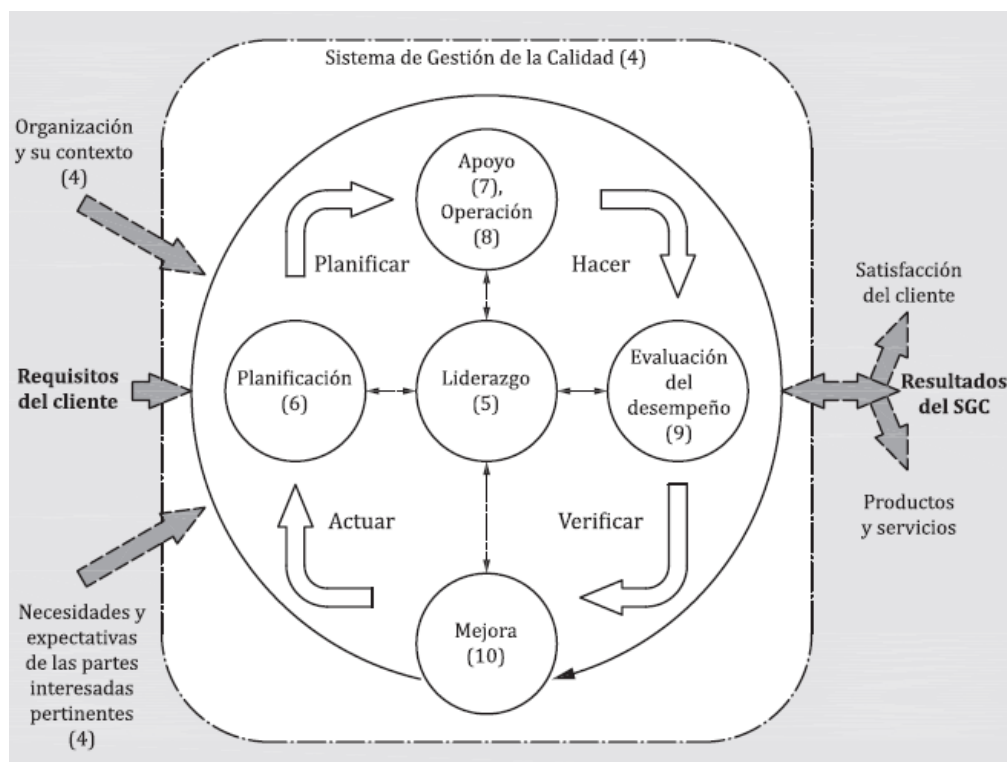 Sistema de Gestión de la Calidad (4)
Organización
y su contexto
(4)
Apoyo
(7),
Operación
(8)
Planificar
Hacer
Satisfacción
del cliente
Requisitos
del cliente
Planificación
(6)
Liderazgo
(5)
Evaluación
del
desempeño
(9)
Resultados
del SGC
Actuar
Verificar
Productos
y servicios
Necesidades y
expectativas
de las partes
interesadas
pertinentes
(4)
Mejora
(10)